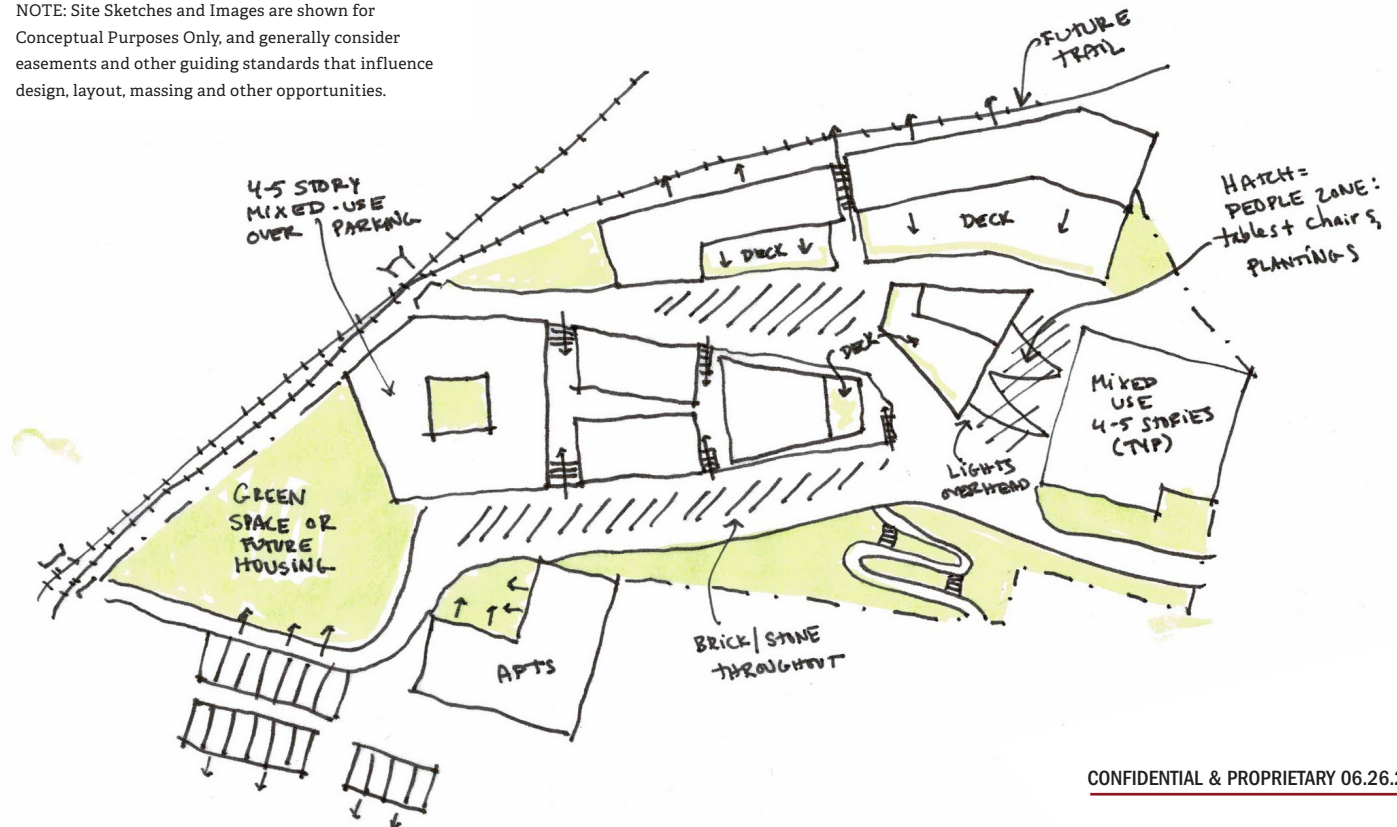 NOTE: Site Sketches and Images are shown for
Conceptual Purposes Only, and generally consider
easements and other guiding standards that influence
design, layout, massing and other opportunities.
FUTURE
TRAIL
4-5 STORY
MIXED-USE
OVER PARKING
HATCH =
PEOPLE ZONE:
tables + chairs,
PLANTINGS
DECK
DECK
DECK
MIXED
USE
4-5 STORIES
(TYP)
LIGHTS
OVERHEAD
GREEN
SPACE OR
FUTURE
HOUSING
BRICK/STONE
THROUGHOUT
APTS
CONFIDENTIAL & PROPRIETARY 06.26.2